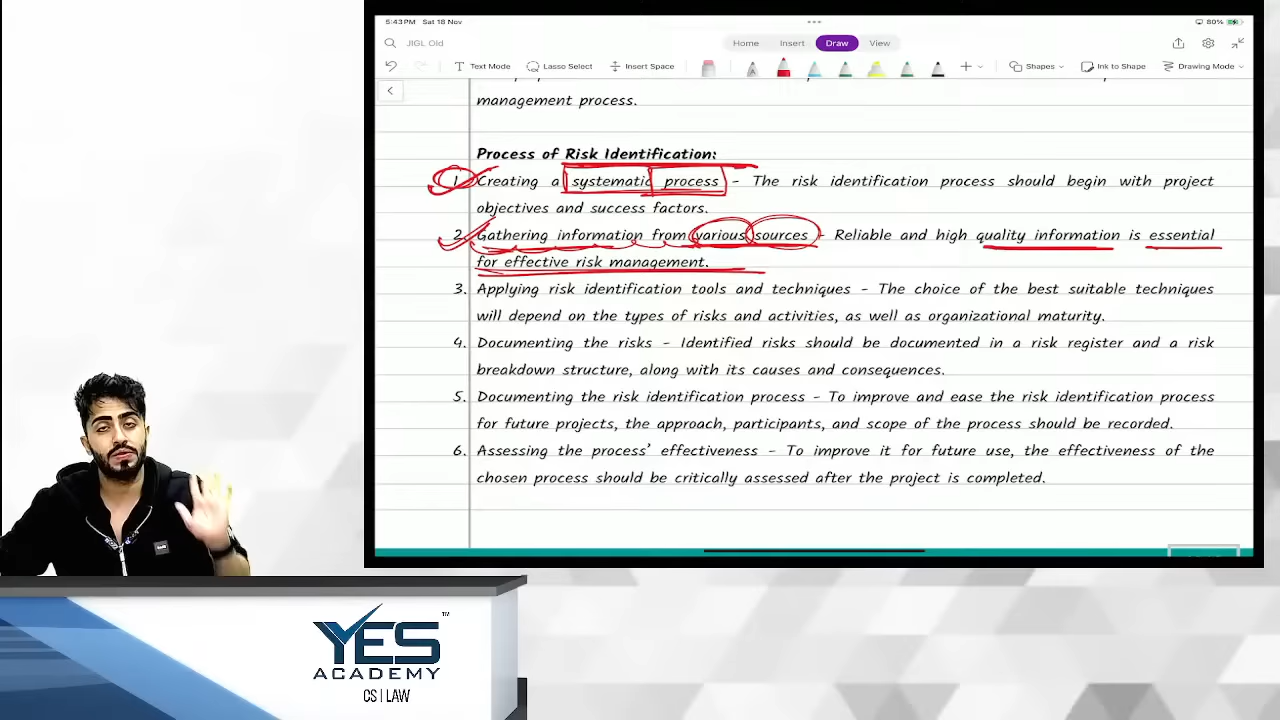 5:43 PM Sat 18 Nov
80%
JIGL Old
Home Insert Draw View
Text Mode Lasso Select Insert Space Shapes Ink to Shape Drawing Mode
management process.
Process of Risk Identification:
1. Creating a systematic process - The risk identification process should begin with project
objectives and success factors.
2. Gathering information from various sources - Reliable and high quality information is essential
for effective risk management.
3. Applying risk identification tools and techniques - The choice of the best suitable techniques
will depend on the types of risks and activities, as well as organizational maturity.
4. Documenting the risks - Identified risks should be documented in a risk register and a risk
breakdown structure, along with its causes and consequences.
5. Documenting the risk identification process - To improve and ease the risk identification process
for future projects, the approach, participants, and scope of the process should be recorded.
6. Assessing the process' effectiveness - To improve it for future use, the effectiveness of the
chosen process should be critically assessed after the project is completed.
YES™
ACADEMY
CS | LAW